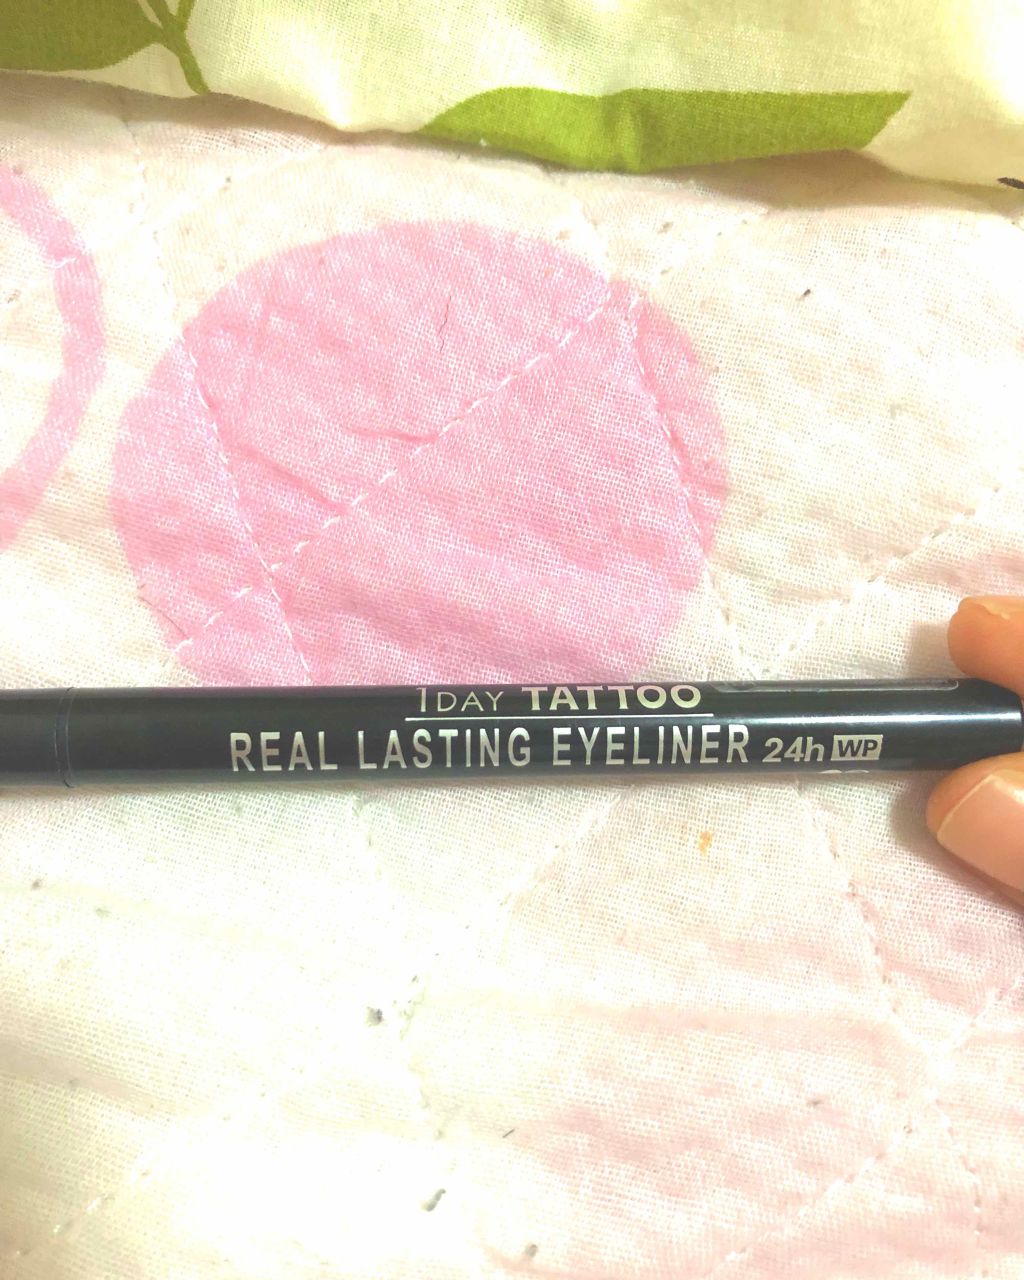 1DAY TATTOO
REAL LASTING EYELINER 24h WP